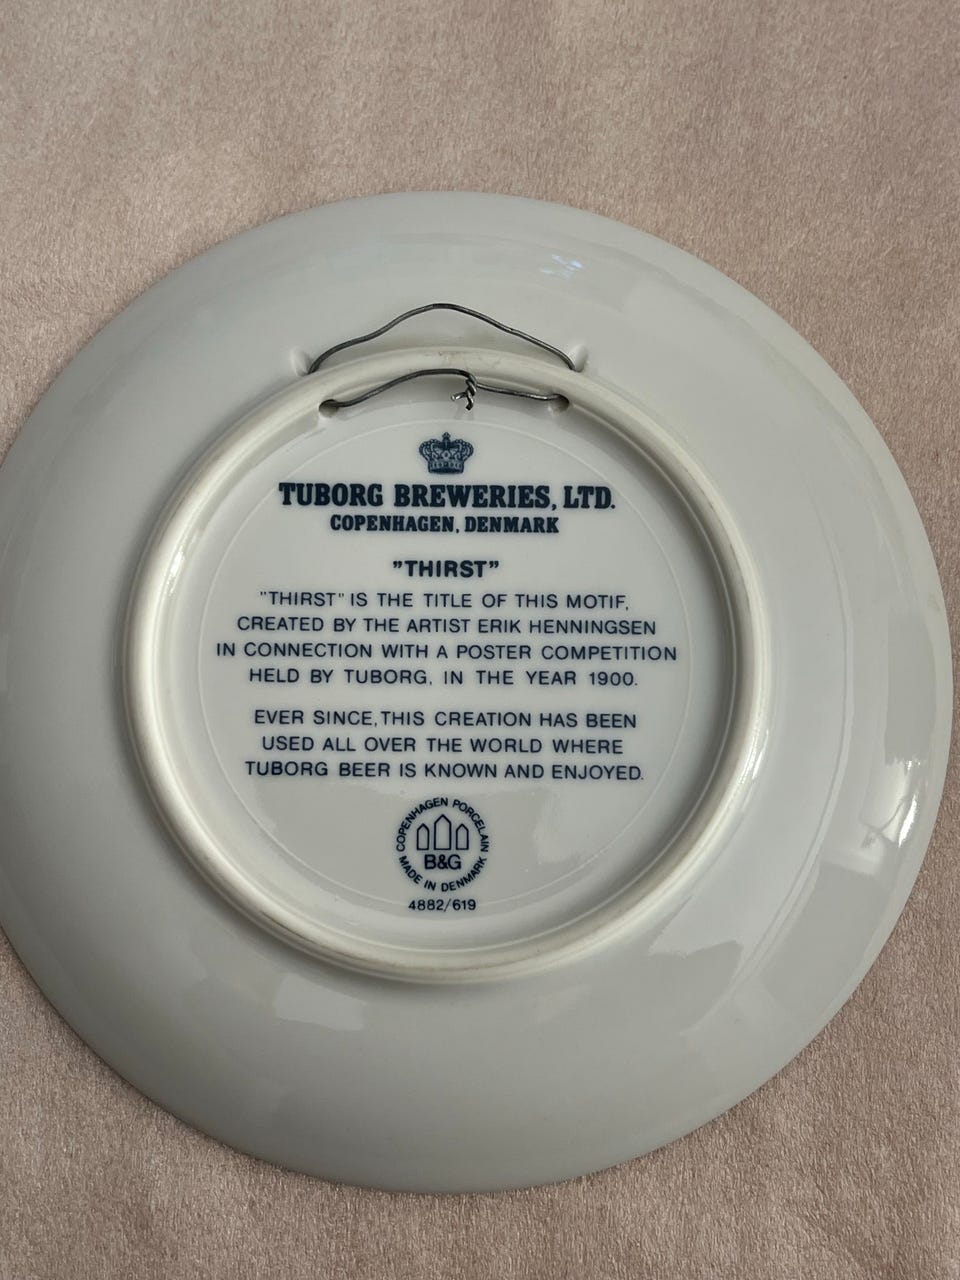 TUBORG BREWERIES, LTD.
COPENHAGEN, DENMARK
"THIRST"
"THIRST" IS THE TITLE OF THIS MOTIF,
CREATED BY THE ARTIST ERIK HENNINGSEN
IN CONNECTION WITH A POSTER COMPETITION
HELD BY TUBORG, IN THE YEAR 1900.
EVER SINCE, THIS CREATION HAS BEEN
USED ALL OVER THE WORLD WHERE
TUBORG BEER IS KNOWN AND ENJOYED.
COPENHAGEN PORCELAIN
B&G
MADE IN DENMARK
4882/619